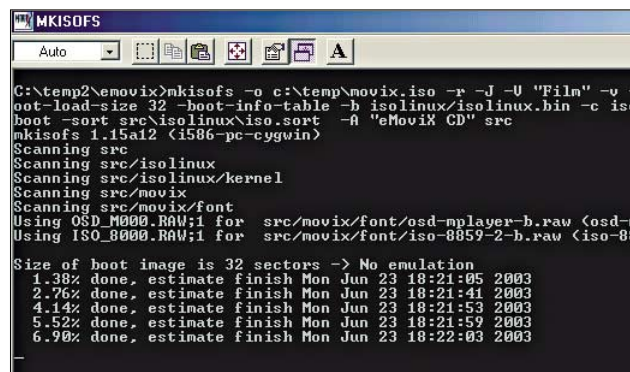 MKISOFS
Auto
A
C:\temp2\emovix>mkisofs -o c:\temp\movix.iso -r -J -V "Film" -v
oot-load-size 32 -boot-info-table -b isolinux/isolinux.bin -c iso
boot -sort src\isolinux\iso.sort -A "eMoviX CD" src
mkisofs 1.15a12 (i586-pc-cygwin)
Scanning src
Scanning src/isolinux
Scanning src/isolinux/kernel
Scanning src/movix
Scanning src/movix/font
Using OSD_M000.RAW;1 for src/movix/font/osd-mplayer-b.raw (osd-
Using ISO_8000.RAW;1 for src/movix/font/iso-8859-2-b.raw (iso-8
Size of boot image is 32 sectors -> No emulation
1.38% done, estimate finish Mon Jun 23 18:21:05 2003
2.76% done, estimate finish Mon Jun 23 18:21:41 2003
4.14% done, estimate finish Mon Jun 23 18:21:53 2003
5.52% done, estimate finish Mon Jun 23 18:21:59 2003
6.90% done, estimate finish Mon Jun 23 18:22:03 2003